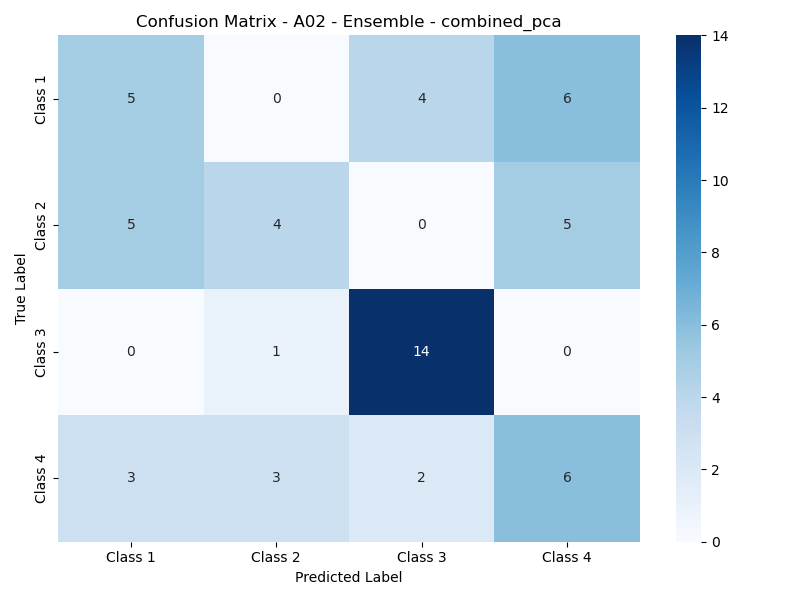 Confusion Matrix - A02 - Ensemble - combined_pca
True Label
Class 1
5 0 4 6
Class 2
5 4 0 5
Class 3
0 1 14 0
Class 4
3 3 2 6
Class 1 Class 2 Class 3 Class 4
Predicted Label
14
12
10
8
6
4
2
0